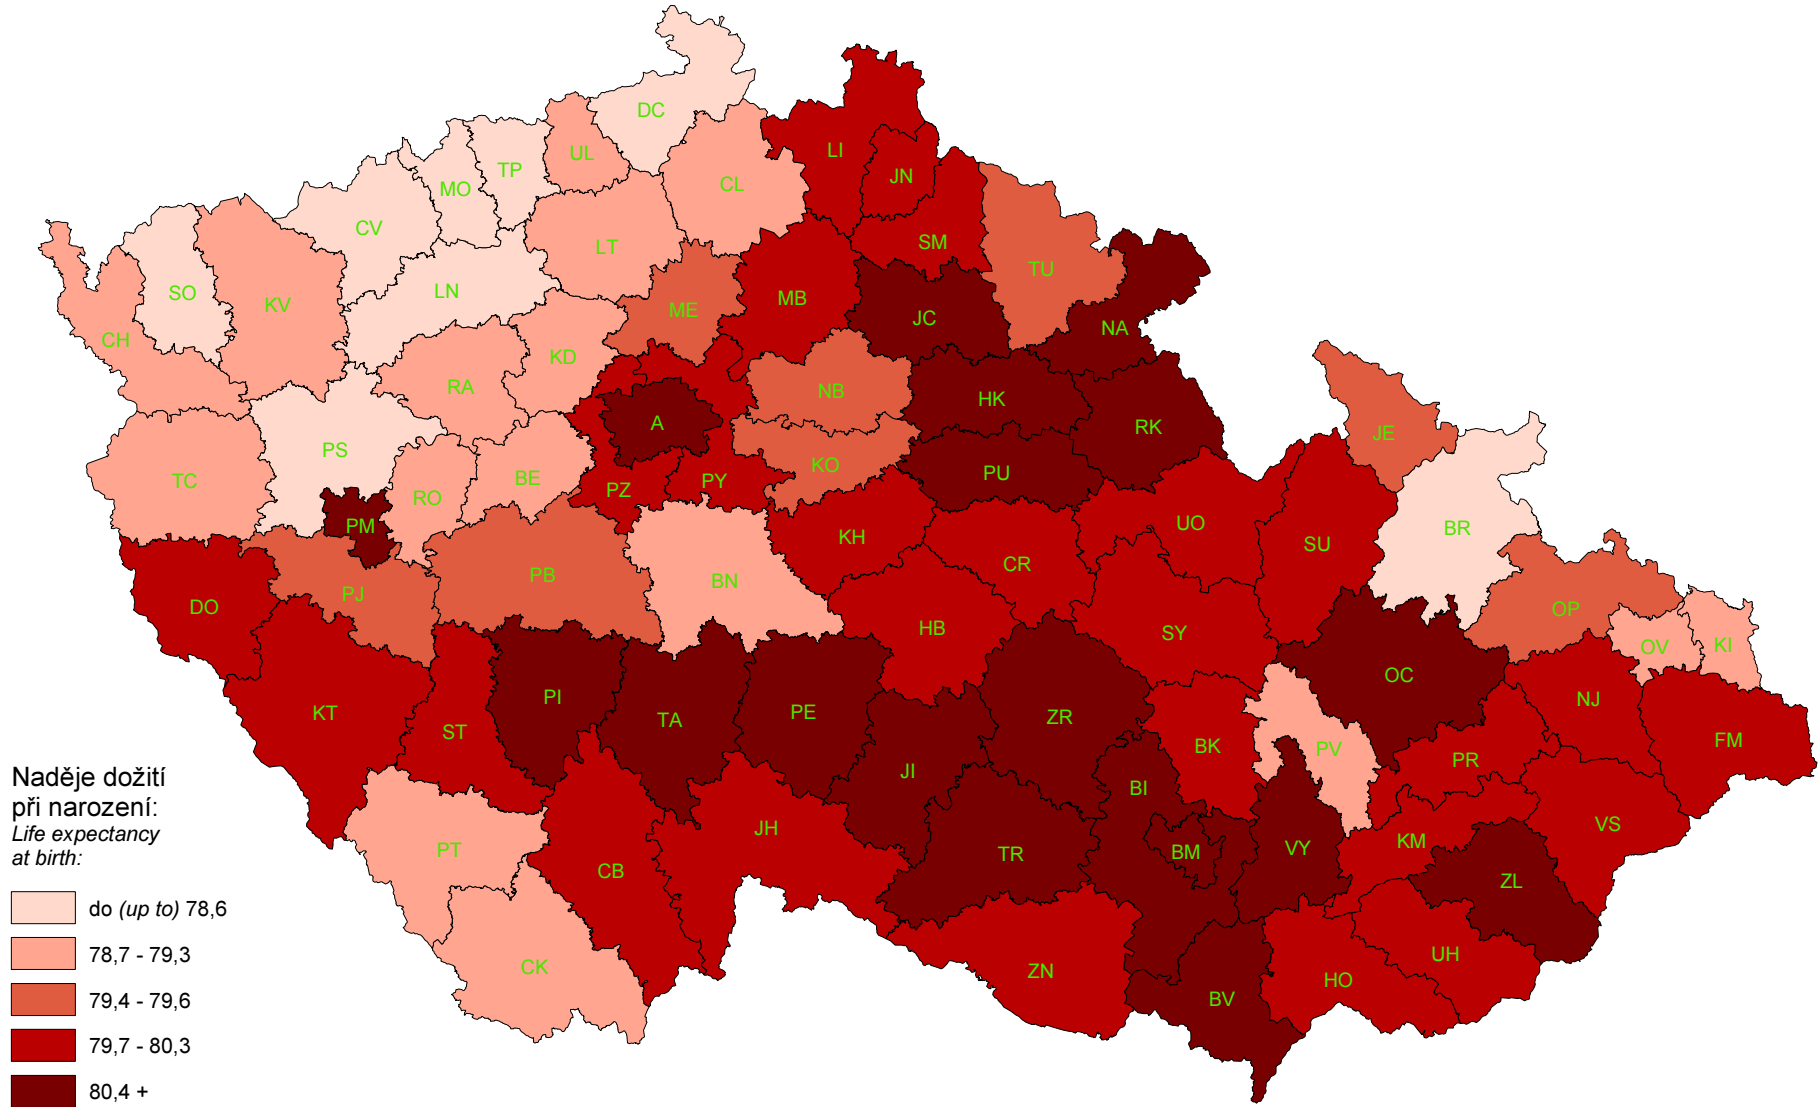 DC
LI
UL
TP
MO
CL
JN
CV
LT
SM
TU
SO
KV
LN
ME
MB
JC
NA
CH
KD
RA
NB
HK
RK
A
JE
PS
TC
RO
BE
PZ
PY
KO
PU
PM
KH
UO
SU
BR
CR
PB
BN
PJ
DO
HB
SY
OP
OV
KI
OC
KT
ST
PI
TA
PE
ZR
BK
PV
NJ
FM
JI
BI
PR
PT
JH
TR
BM
VY
KM
VS
CB
ZL
CK
ZN
BV
HO
UH
Naděje dožití
při narození:
Life expectancy
at birth:
do (up to) 78,6
78,7 - 79,3
79,4 - 79,6
79,7 - 80,3
80,4 +